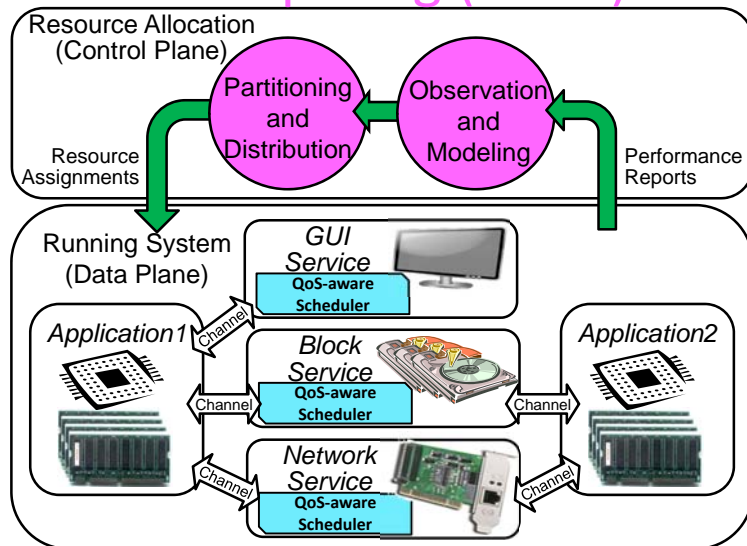 Resource Allocation
(Control Plane)
Partitioning
and
Distribution
Observation
and
Modeling
Resource
Assignments
Performance
Reports
Running System
(Data Plane)
GUI
Service
QoS-aware
Scheduler
Application1
Channel
Block
Service
QoS-aware
Scheduler
Application2
Channel
Channel
Network
Service
QoS-aware
Scheduler
Channel
Channel